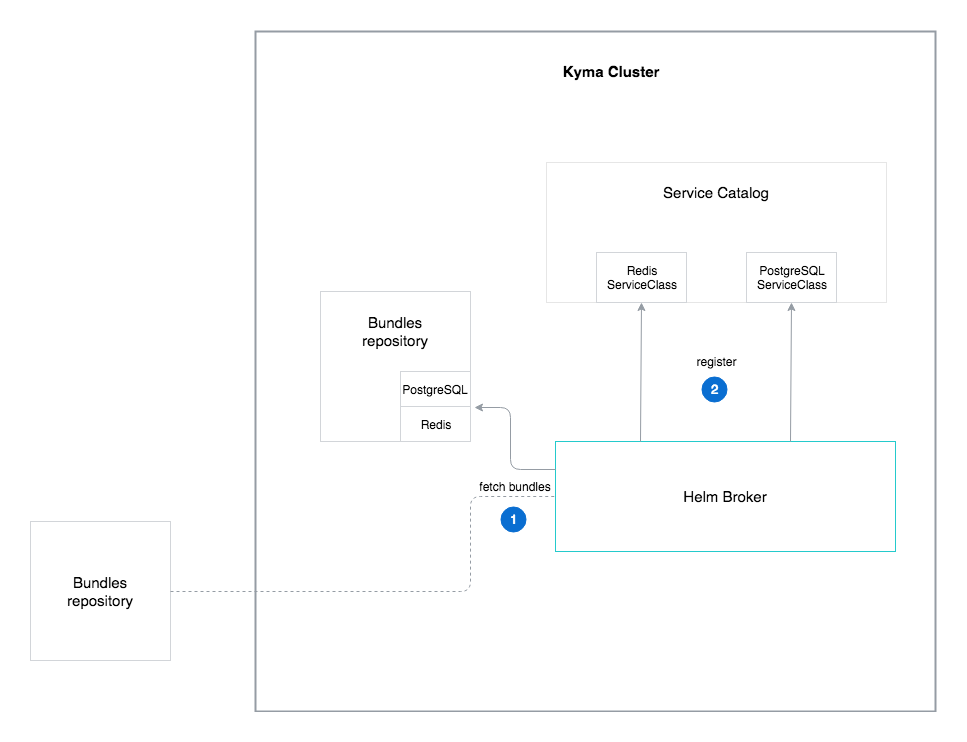 Kyma Cluster
Service Catalog
Redis
ServiceClass
PostgreSQL
ServiceClass
Bundles
repository
PostgreSQL
Redis
register
2
fetch bundles
1
Helm Broker
Bundles
repository